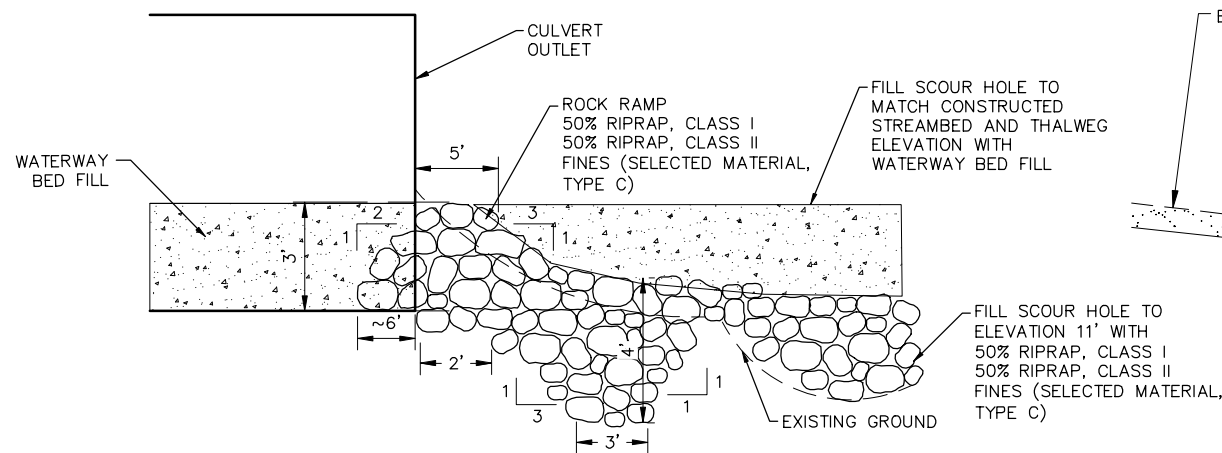 CULVERT
OUTLET
E
FILL SCOUR HOLE TO
MATCH CONSTRUCTED
STREAMBED AND THALWEG
ELEVATION WITH
WATERWAY BED FILL
ROCK RAMP
50% RIPRAP, CLASS I
50% RIPRAP, CLASS II
FINES (SELECTED MATERIAL,
TYPE C)
WATERWAY
BED FILL
5'
2
1
3
1
3'
~6'
2'
4'
1
3
1
1
3'
EXISTING GROUND
FILL SCOUR HOLE TO
ELEVATION 11' WITH
50% RIPRAP, CLASS I
50% RIPRAP, CLASS II
FINES (SELECTED MATERIAL,
TYPE C)